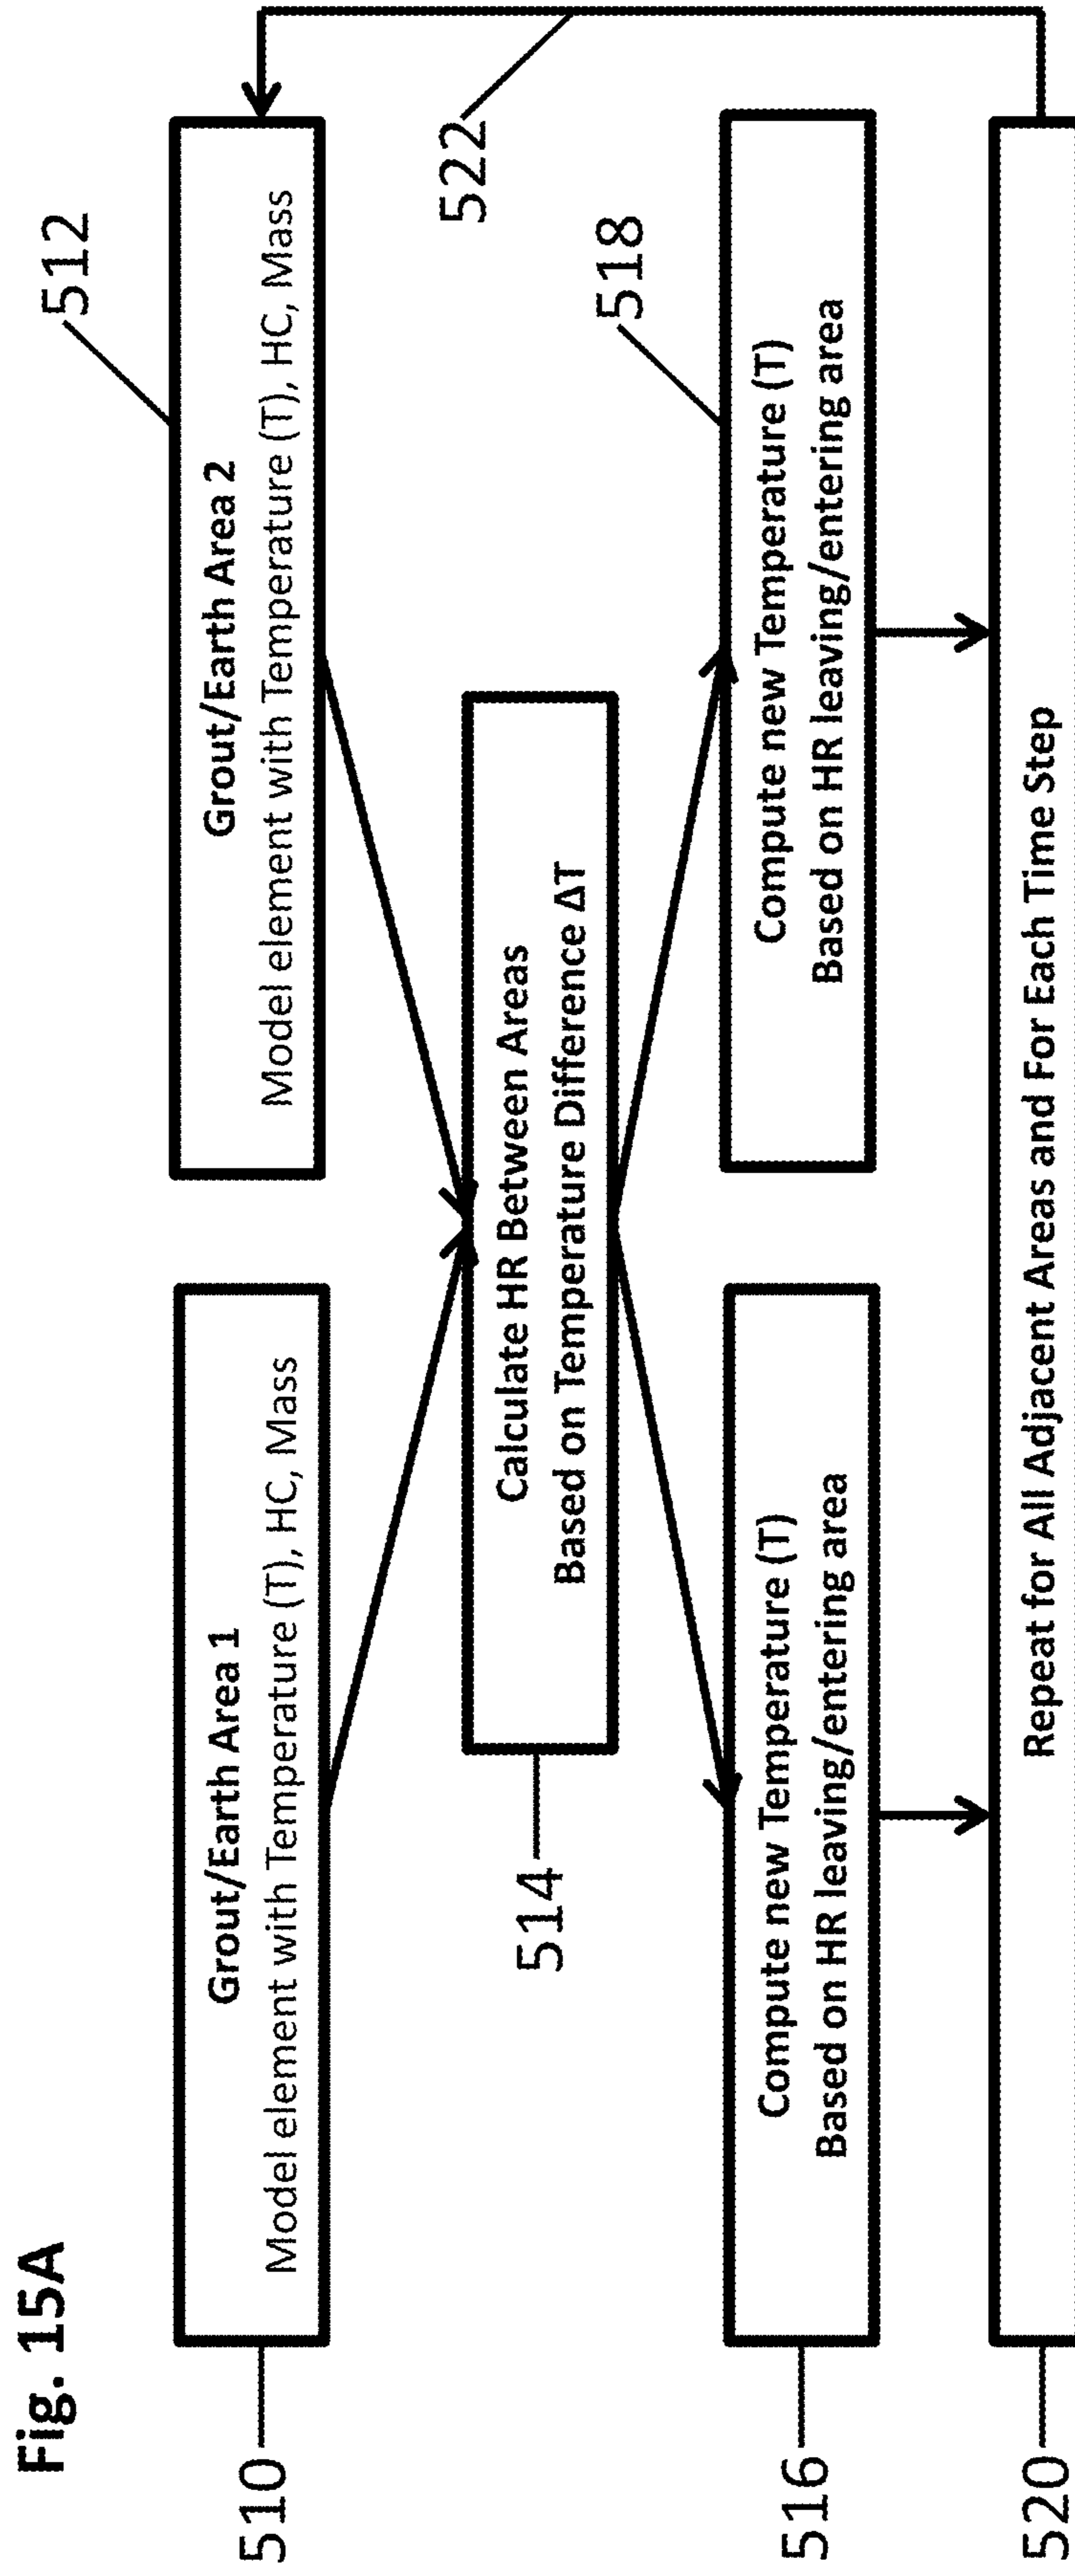 Fig. 15A
510
Grout/Earth Area 1
Model element with Temperature (T), HC, Mass
512
Grout/Earth Area 2
Model element with Temperature (T), HC, Mass
514
Calculate HR Between Areas
Based on Temperature Difference ΔT
522
516
Compute new Temperature (T)
Based on HR leaving/entering area
518
Compute new Temperature (T)
Based on HR leaving/entering area
520
Repeat for All Adjacent Areas and For Each Time Step